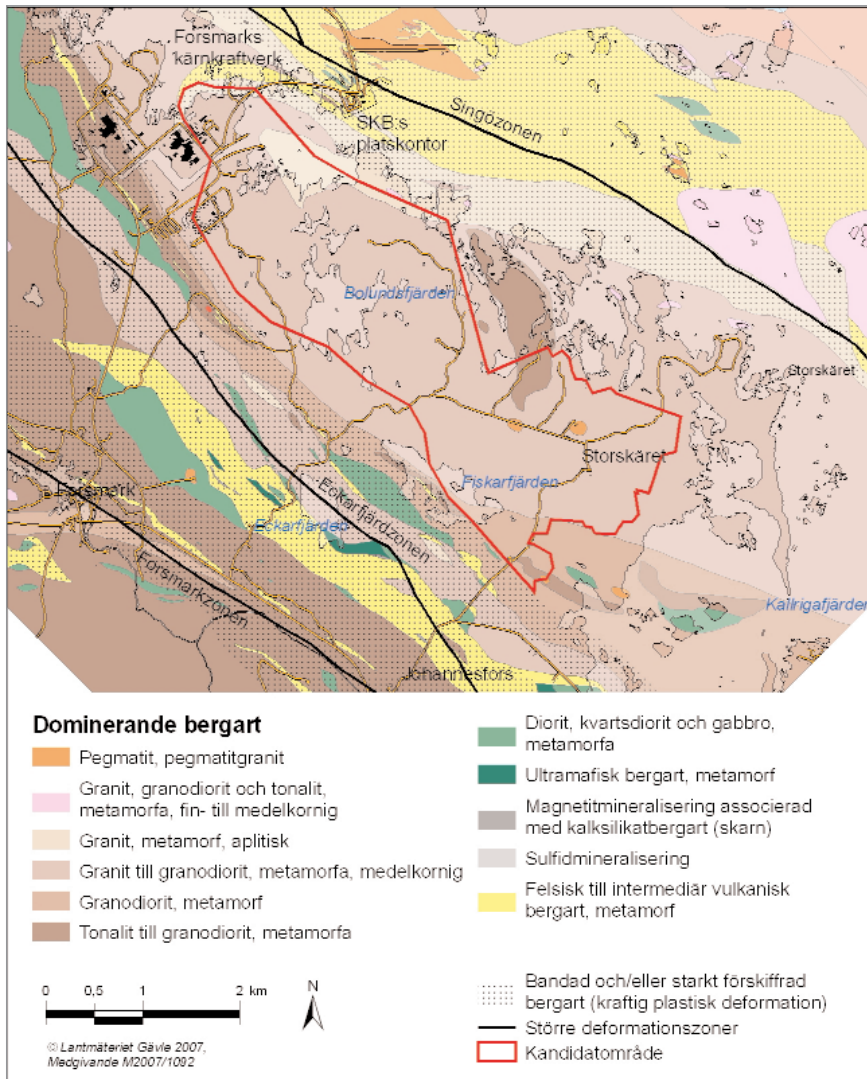 Forsmarks
kärnkraftverk
SKB:s
platskontor
Singözonen
Bolundsfjärden
Storskäret
Storskäret
Fiskarfjärden
Forsmark
Eckarfjärden
Eckarfjärdzonen
Forsmarkzonen
Kallrigafjärden
Johannesfors
Dominerande bergart
Pegmatit, pegmatitgranit
Granit, granodiorit och tonalit,
metamorfa, fin- till medelkornig
Granit, metamorf, aplitisk
Granit till granodiorit, metamorfa, medelkornig
Granodiorit, metamorf
Tonalit till granodiorit, metamorfa
Diorit, kvartsdiorit och gabbro,
metamorfa
Ultramafisk bergart, metamorf
Magnetitmineralisering associerad
med kalksilikatbergart (skarn)
Sulfidmineralisering
Felsisk till intermediär vulkanisk
bergart, metamorf
0 0,5 1 2 km
N
© Lantmäteriet Gävle 2007,
Medgivande M2007/1092
Bandad och/eller starkt förskiffrad
bergart (kraftig plastisk deformation)
Större deformationszoner
Kandidatområde